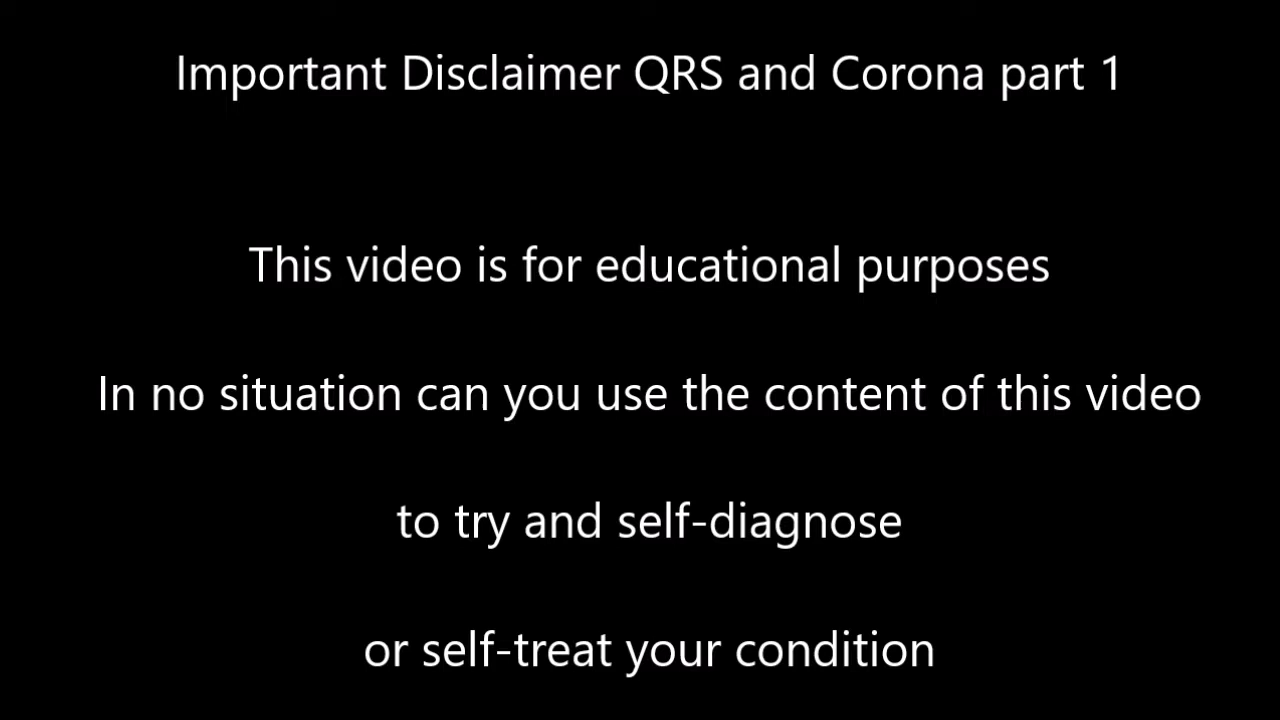 Important Disclaimer QRS and Corona part 1
This video is for educational purposes
In no situation can you use the content of this video
to try and self-diagnose
or self-treat your condition